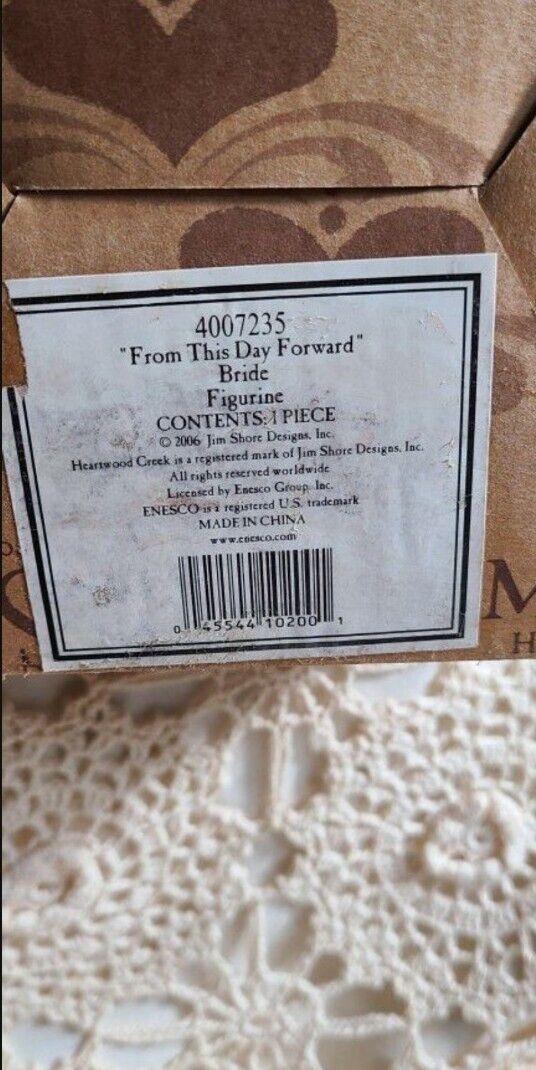 4007235
"From This Day Forward"
Bride
Figurine
CONTENTS: 1 PIECE
© 2006 Jim Shore Designs, Inc.
Heartwood Creek is a registered mark of Jim Shore Designs, Inc.
All rights reserved worldwide
Licensed by Enesco Group, Inc.
ENESCO is a registered U.S. trademark
MADE IN CHINA
www.enesco.com
0 45544 10200 1
M
H